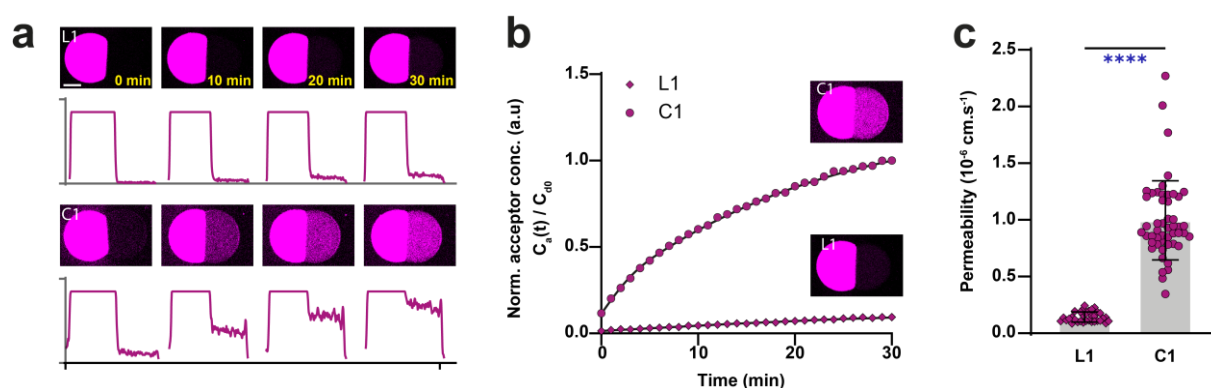 a
L1
0 min
10 min
20 min
30 min
C1
b
Norm. acceptor conc. (a.u)
Ca(t) / Cd0
1.5
1.0
0.5
0.0
L1
C1
C1
L1
0
10
20
30
Time (min)
c
Permeability (10⁻⁶ cm.s⁻¹)
2.5
2.0
1.5
1.0
0.5
0.0
****
L1
C1